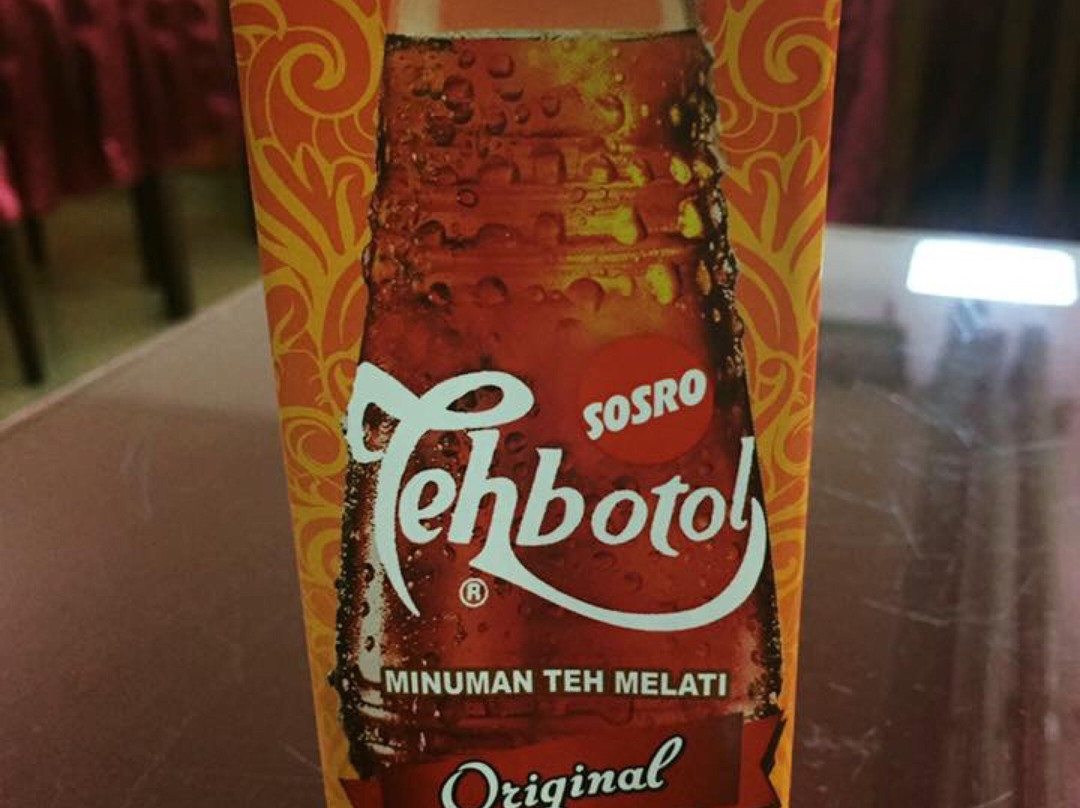 SOSRO
Tehbotol
®
MINUMAN TEH MELATI
Original